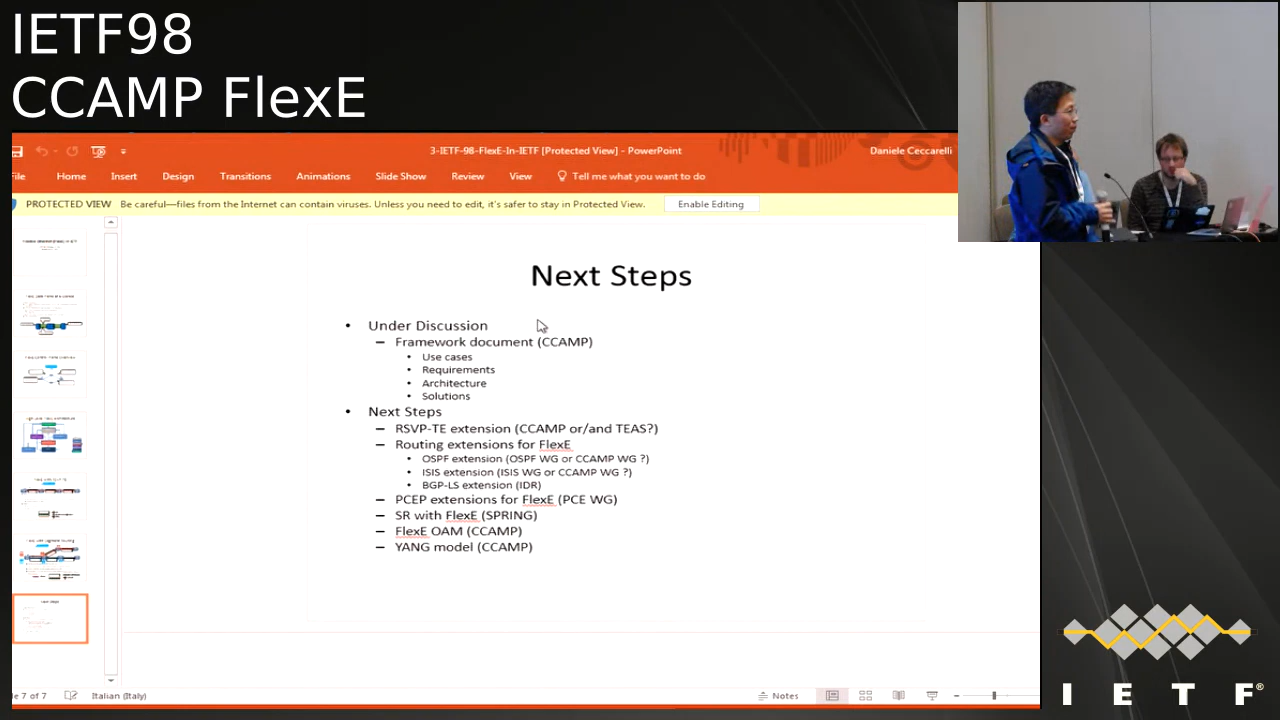 IETF98
CCAMP FlexE
3-IETF-98-FlexE-In-IETF [Protected View] - PowerPoint
Daniele Ceccarelli
File Home Insert Design Transitions Animations Slide Show Review View Tell me what you want to do
PROTECTED VIEW Be careful—files from the Internet can contain viruses. Unless you need to edit, it's safer to stay in Protected View. Enable Editing
Next Steps
• Under Discussion
– Framework document (CCAMP)
• Use cases
• Requirements
• Architecture
• Solutions
• Next Steps
– RSVP-TE extension (CCAMP or/and TEAS?)
– Routing extensions for FlexE
• OSPF extension (OSPF WG or CCAMP WG ?)
• ISIS extension (ISIS WG or CCAMP WG ?)
• BGP-LS extension (IDR)
– PCEP extensions for FlexE (PCE WG)
– SR with FlexE (SPRING)
– FlexE OAM (CCAMP)
– YANG model (CCAMP)
7 of 7 Italian (Italy) Notes
I E T F®